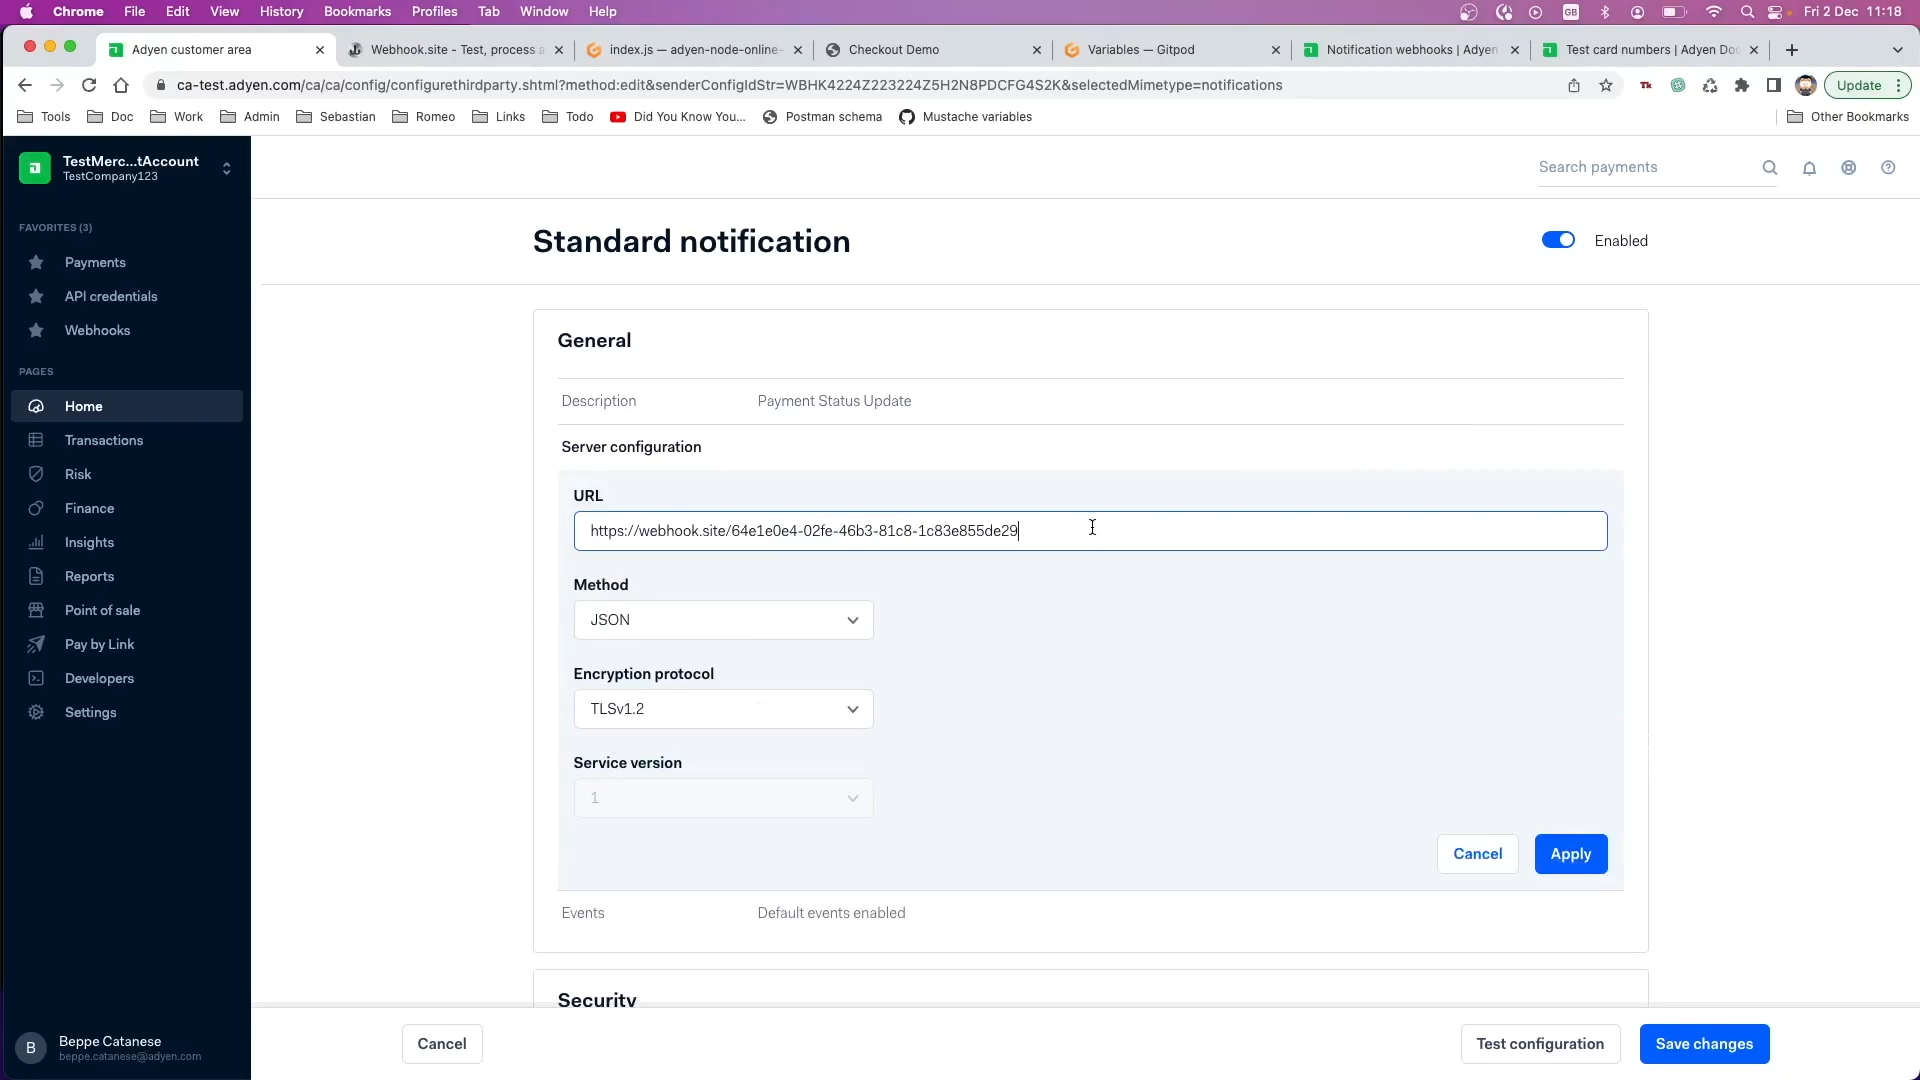 Chrome File Edit View History Bookmarks Profiles Tab Window Help GB Fri 2 Dec 11:18
Adyen customer area
Webhook.site - Test, process a
index.js — adyen-node-online-
Checkout Demo
Variables — Gitpod
Notification webhooks | Adyen
Test card numbers | Adyen Doc
ca-test.adyen.com/ca/ca/config/configurethirdparty.shtml?method:edit&senderConfigIdStr=WBHK4224Z223224Z5H2N8PDCFG4S2K&selectedMimetype=notifications
Update
Tools Doc Work Admin Sebastian Romeo Links Todo Did You Know You... Postman schema Mustache variables Other Bookmarks
TestMerc...tAccount
TestCompany123
Search payments
FAVORITES (3)
Payments
API credentials
Webhooks
PAGES
Home
Transactions
Risk
Finance
Insights
Reports
Point of sale
Pay by Link
Developers
Settings
B
Beppe Catanese
beppe.catanese@adyen.com
Standard notification
Enabled
General
Description Payment Status Update
Server configuration
URL
https://webhook.site/64e1e0e4-02fe-46b3-81c8-1c83e855de29
Method
JSON
Encryption protocol
TLSv1.2
Service version
1
Cancel
Apply
Events Default events enabled
Security
Cancel
Test configuration
Save changes